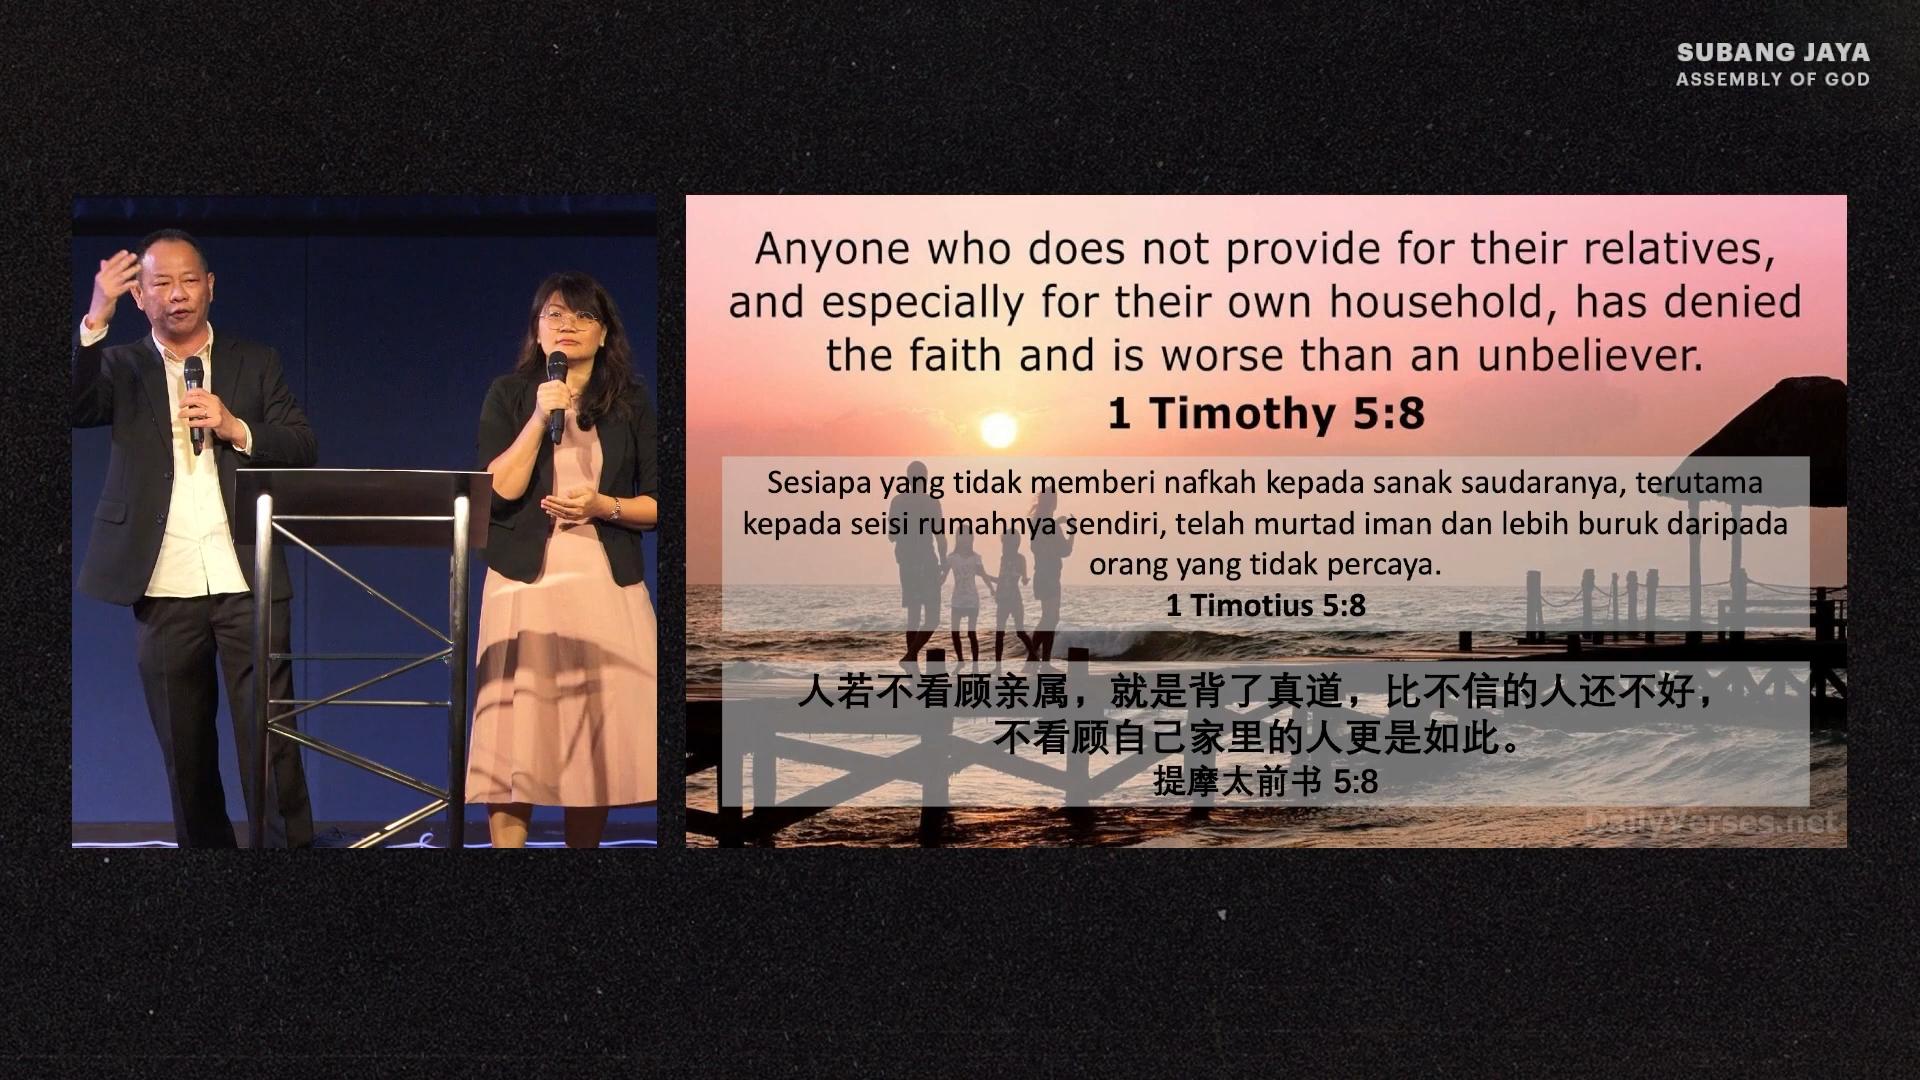 SUBANG JAYA
ASSEMBLY OF GOD
Anyone who does not provide for their relatives,
and especially for their own household, has denied
the faith and is worse than an unbeliever.
1 Timothy 5:8
Sesiapa yang tidak memberi nafkah kepada sanak saudaranya, terutama
kepada seisi rumahnya sendiri, telah murtad iman dan lebih buruk daripada
orang yang tidak percaya.
1 Timotius 5:8
人若不看顾亲属，就是背了真道，比不信的人还不好，
不看顾自己家里的人更是如此。
提摩太前书 5:8
DailyVerses.net